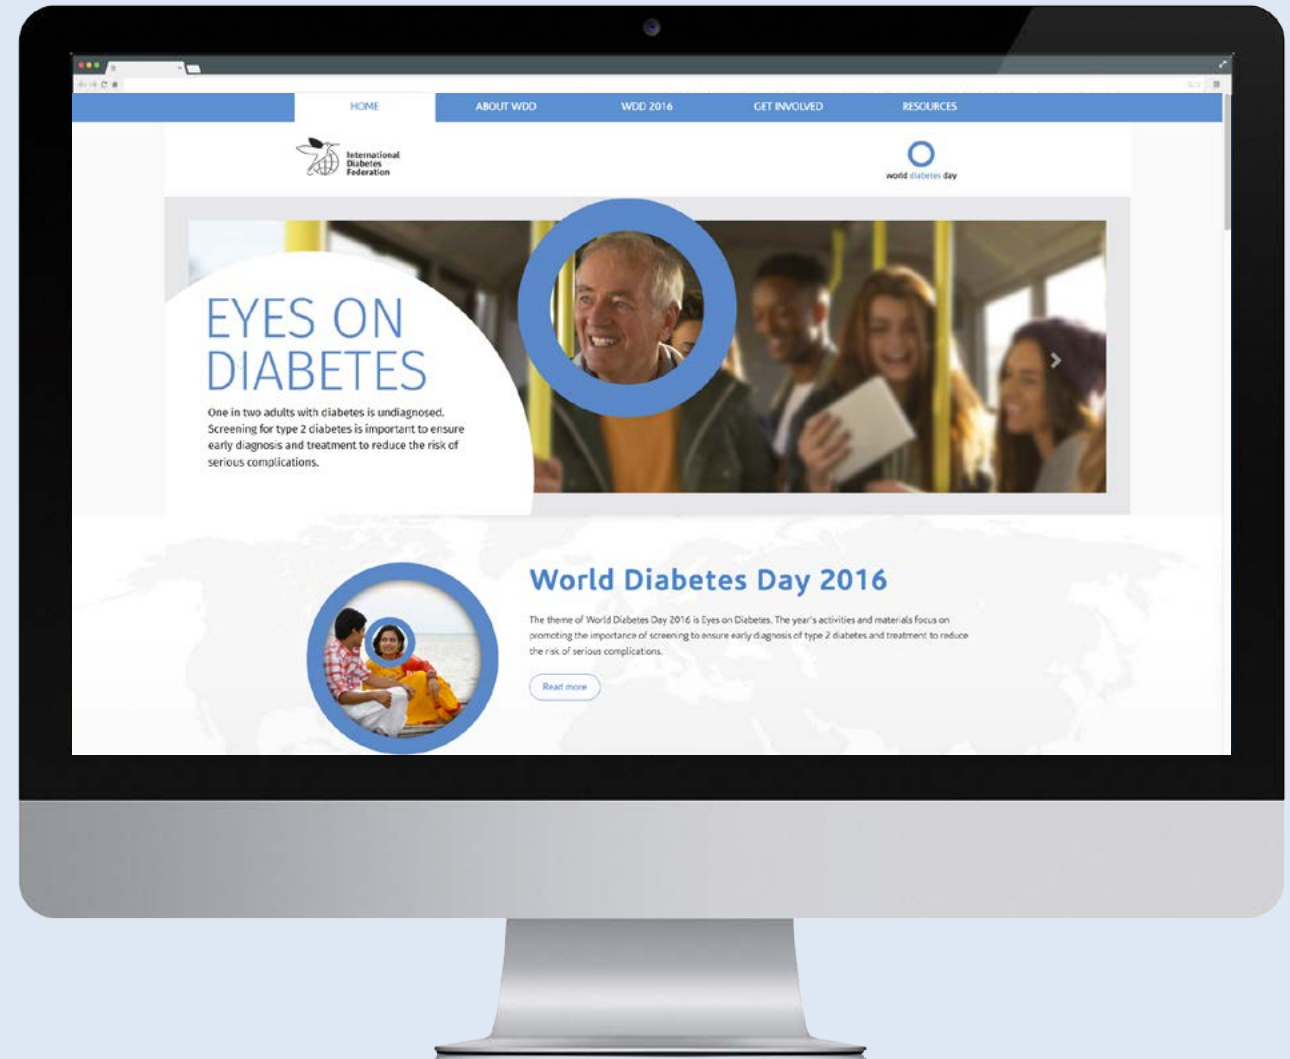 HOME ABOUT WDD WDD 2016 GET INVOLVED RESOURCES
International
Diabetes
Federation
world diabetes day
EYES ON
DIABETES
One in two adults with diabetes is undiagnosed.
Screening for type 2 diabetes is important to ensure
early diagnosis and treatment to reduce the risk of
serious complications.
World Diabetes Day 2016
The theme of World Diabetes Day 2016 is Eyes on Diabetes. The year's activities and materials focus on
promoting the importance of screening to ensure early diagnosis of type 2 diabetes and treatment to reduce
the risk of serious complications.
Read more